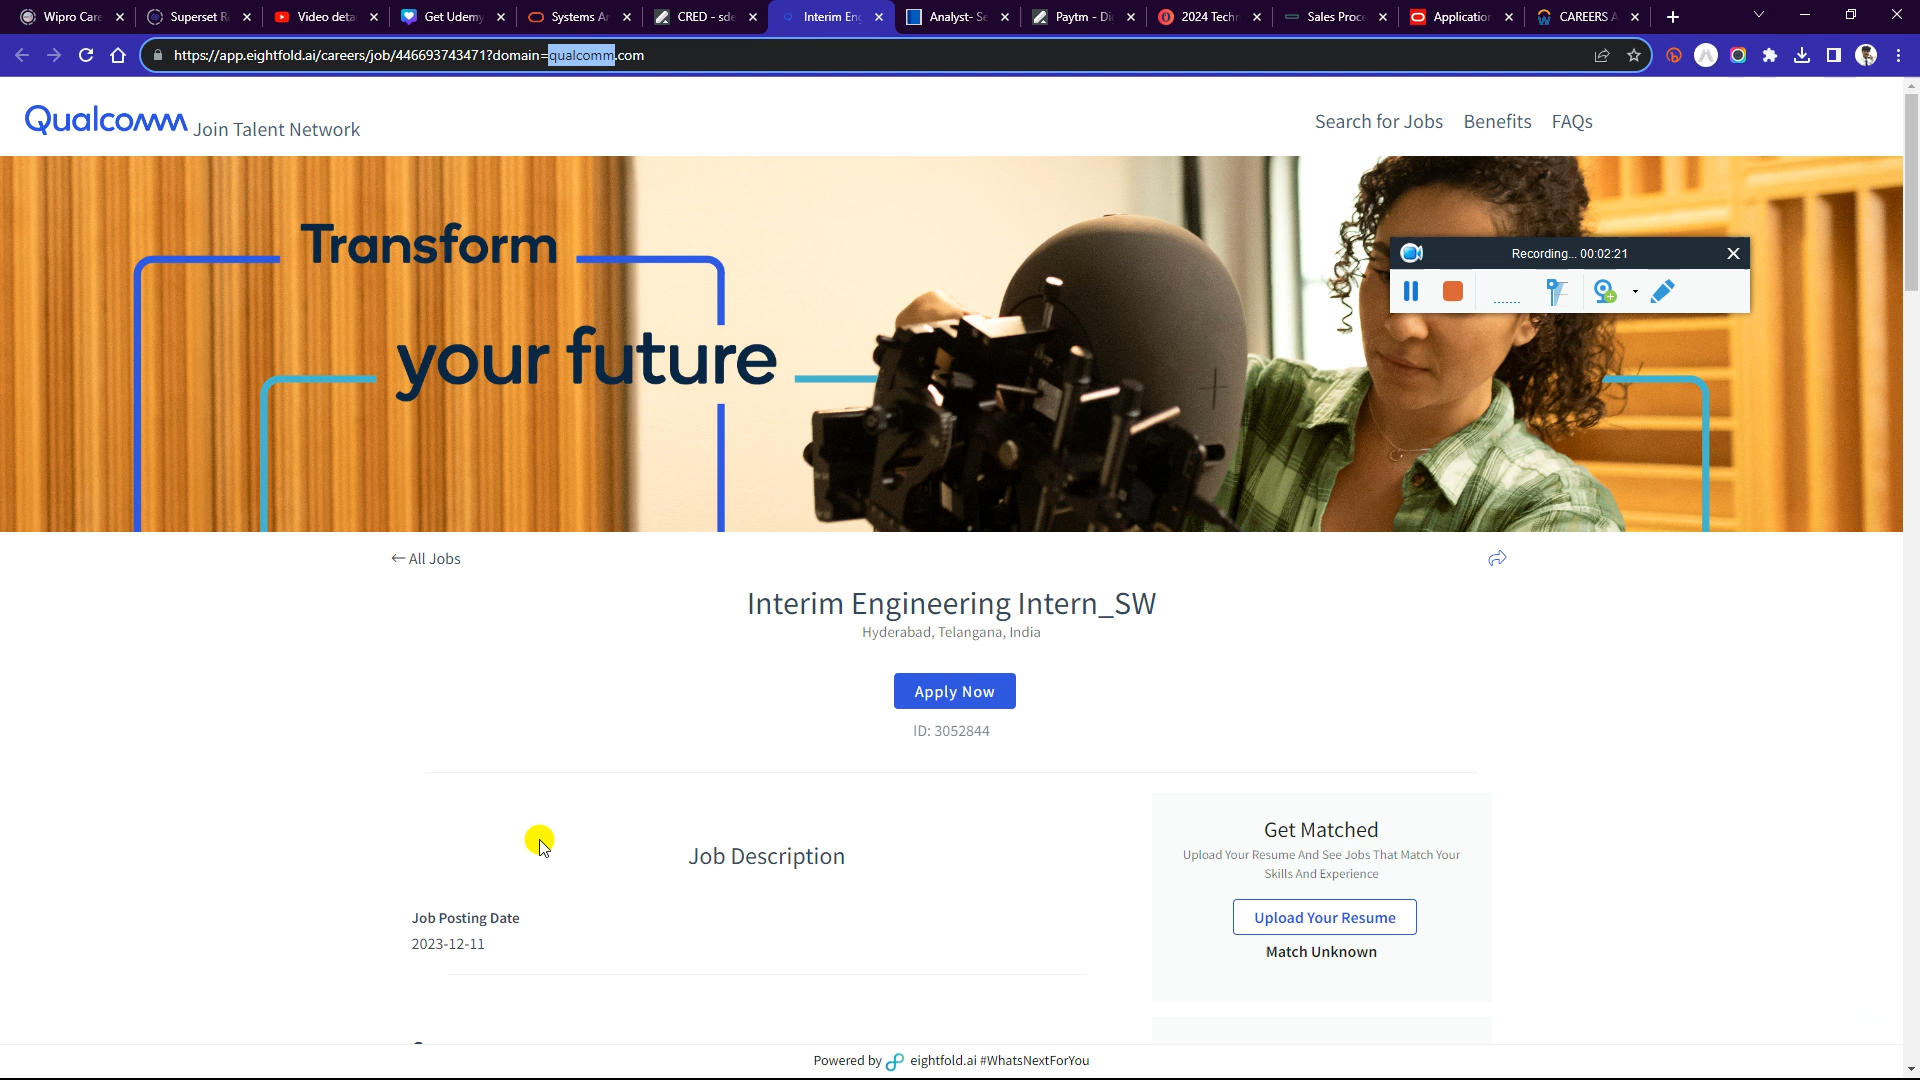 Wipro Care
Superset R
Video deta
Get Udemy
Systems An
CRED - sde
Interim Eng
Analyst- Se
Paytm - Di
2024 Techn
Sales Proce
Application
CAREERS A
https://app.eightfold.ai/careers/job/446693743471?domain=qualcomm.com
Qualcomm
Join Talent Network
Search for Jobs
Benefits
FAQs
Transform
your future
Recording... 00:02:21
All Jobs
Interim Engineering Intern_SW
Hyderabad, Telangana, India
Apply Now
ID: 3052844
Job Description
Job Posting Date
2023-12-11
Get Matched
Upload Your Resume And See Jobs That Match Your
Skills And Experience
Upload Your Resume
Match Unknown
Powered by eightfold.ai #WhatsNextForYou